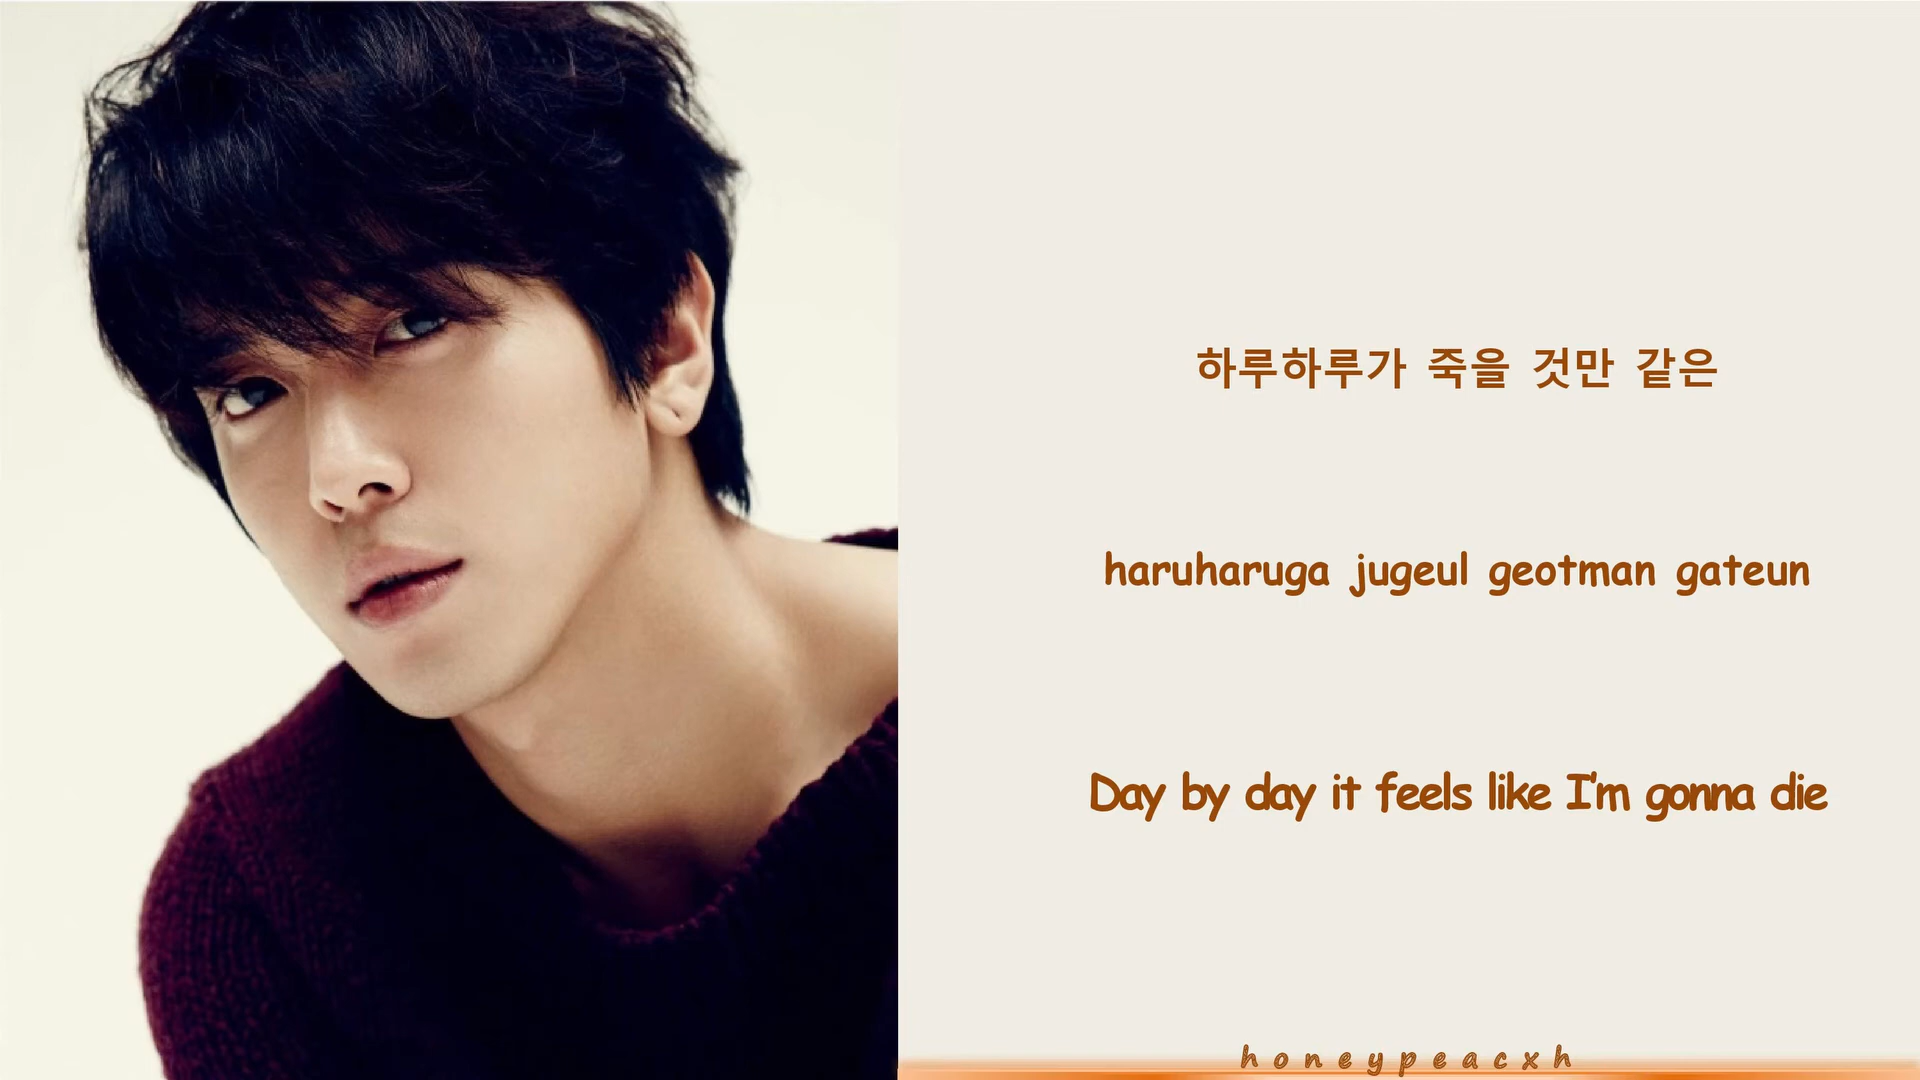 하루하루가 죽을 것만 같은
haruharuga jugeul geotman gateun
Day by day it feels like I'm gonna die
honeypeacxh